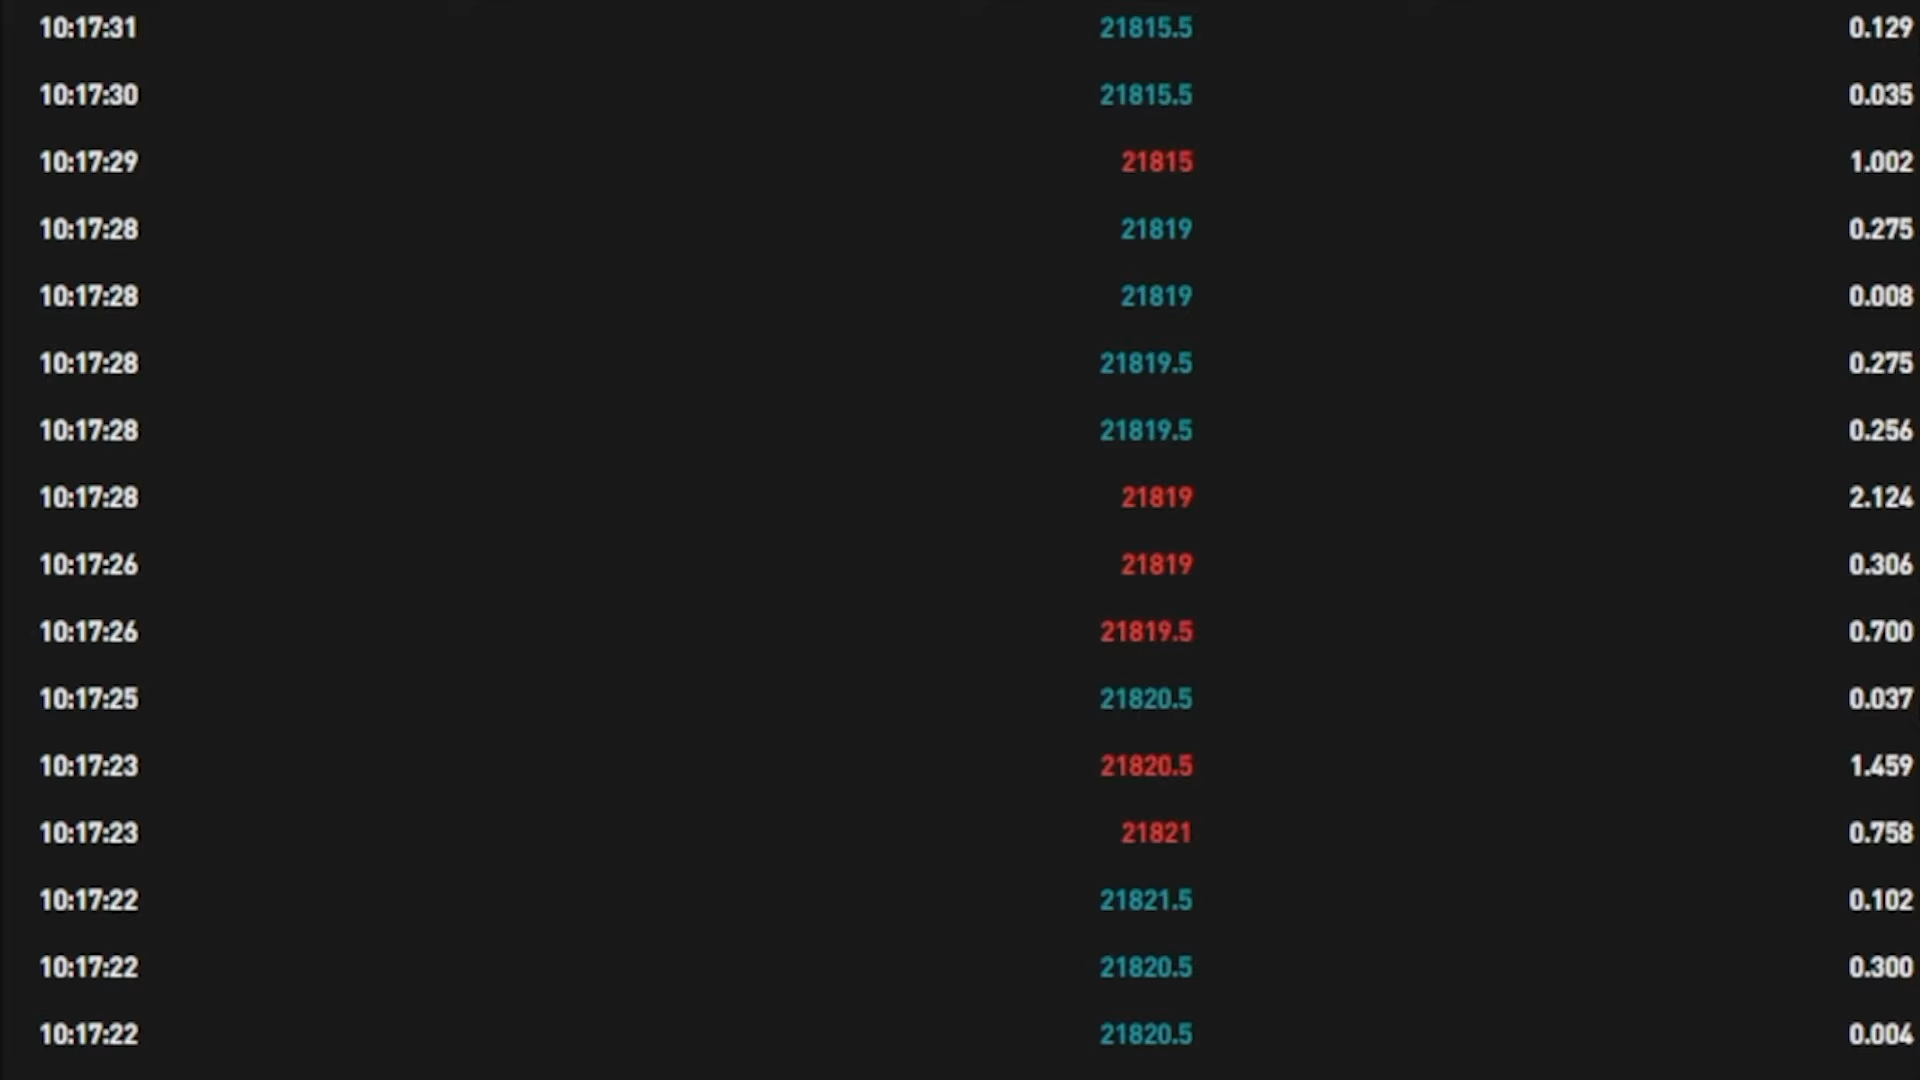 10:17:31 21815.5 0.129
10:17:30 21815.5 0.035
10:17:29 21815 1.002
10:17:28 21819 0.275
10:17:28 21819 0.008
10:17:28 21819.5 0.275
10:17:28 21819.5 0.256
10:17:28 21819 2.124
10:17:26 21819 0.306
10:17:26 21819.5 0.700
10:17:25 21820.5 0.037
10:17:23 21820.5 1.459
10:17:23 21821 0.758
10:17:22 21821.5 0.102
10:17:22 21820.5 0.300
10:17:22 21820.5 0.004